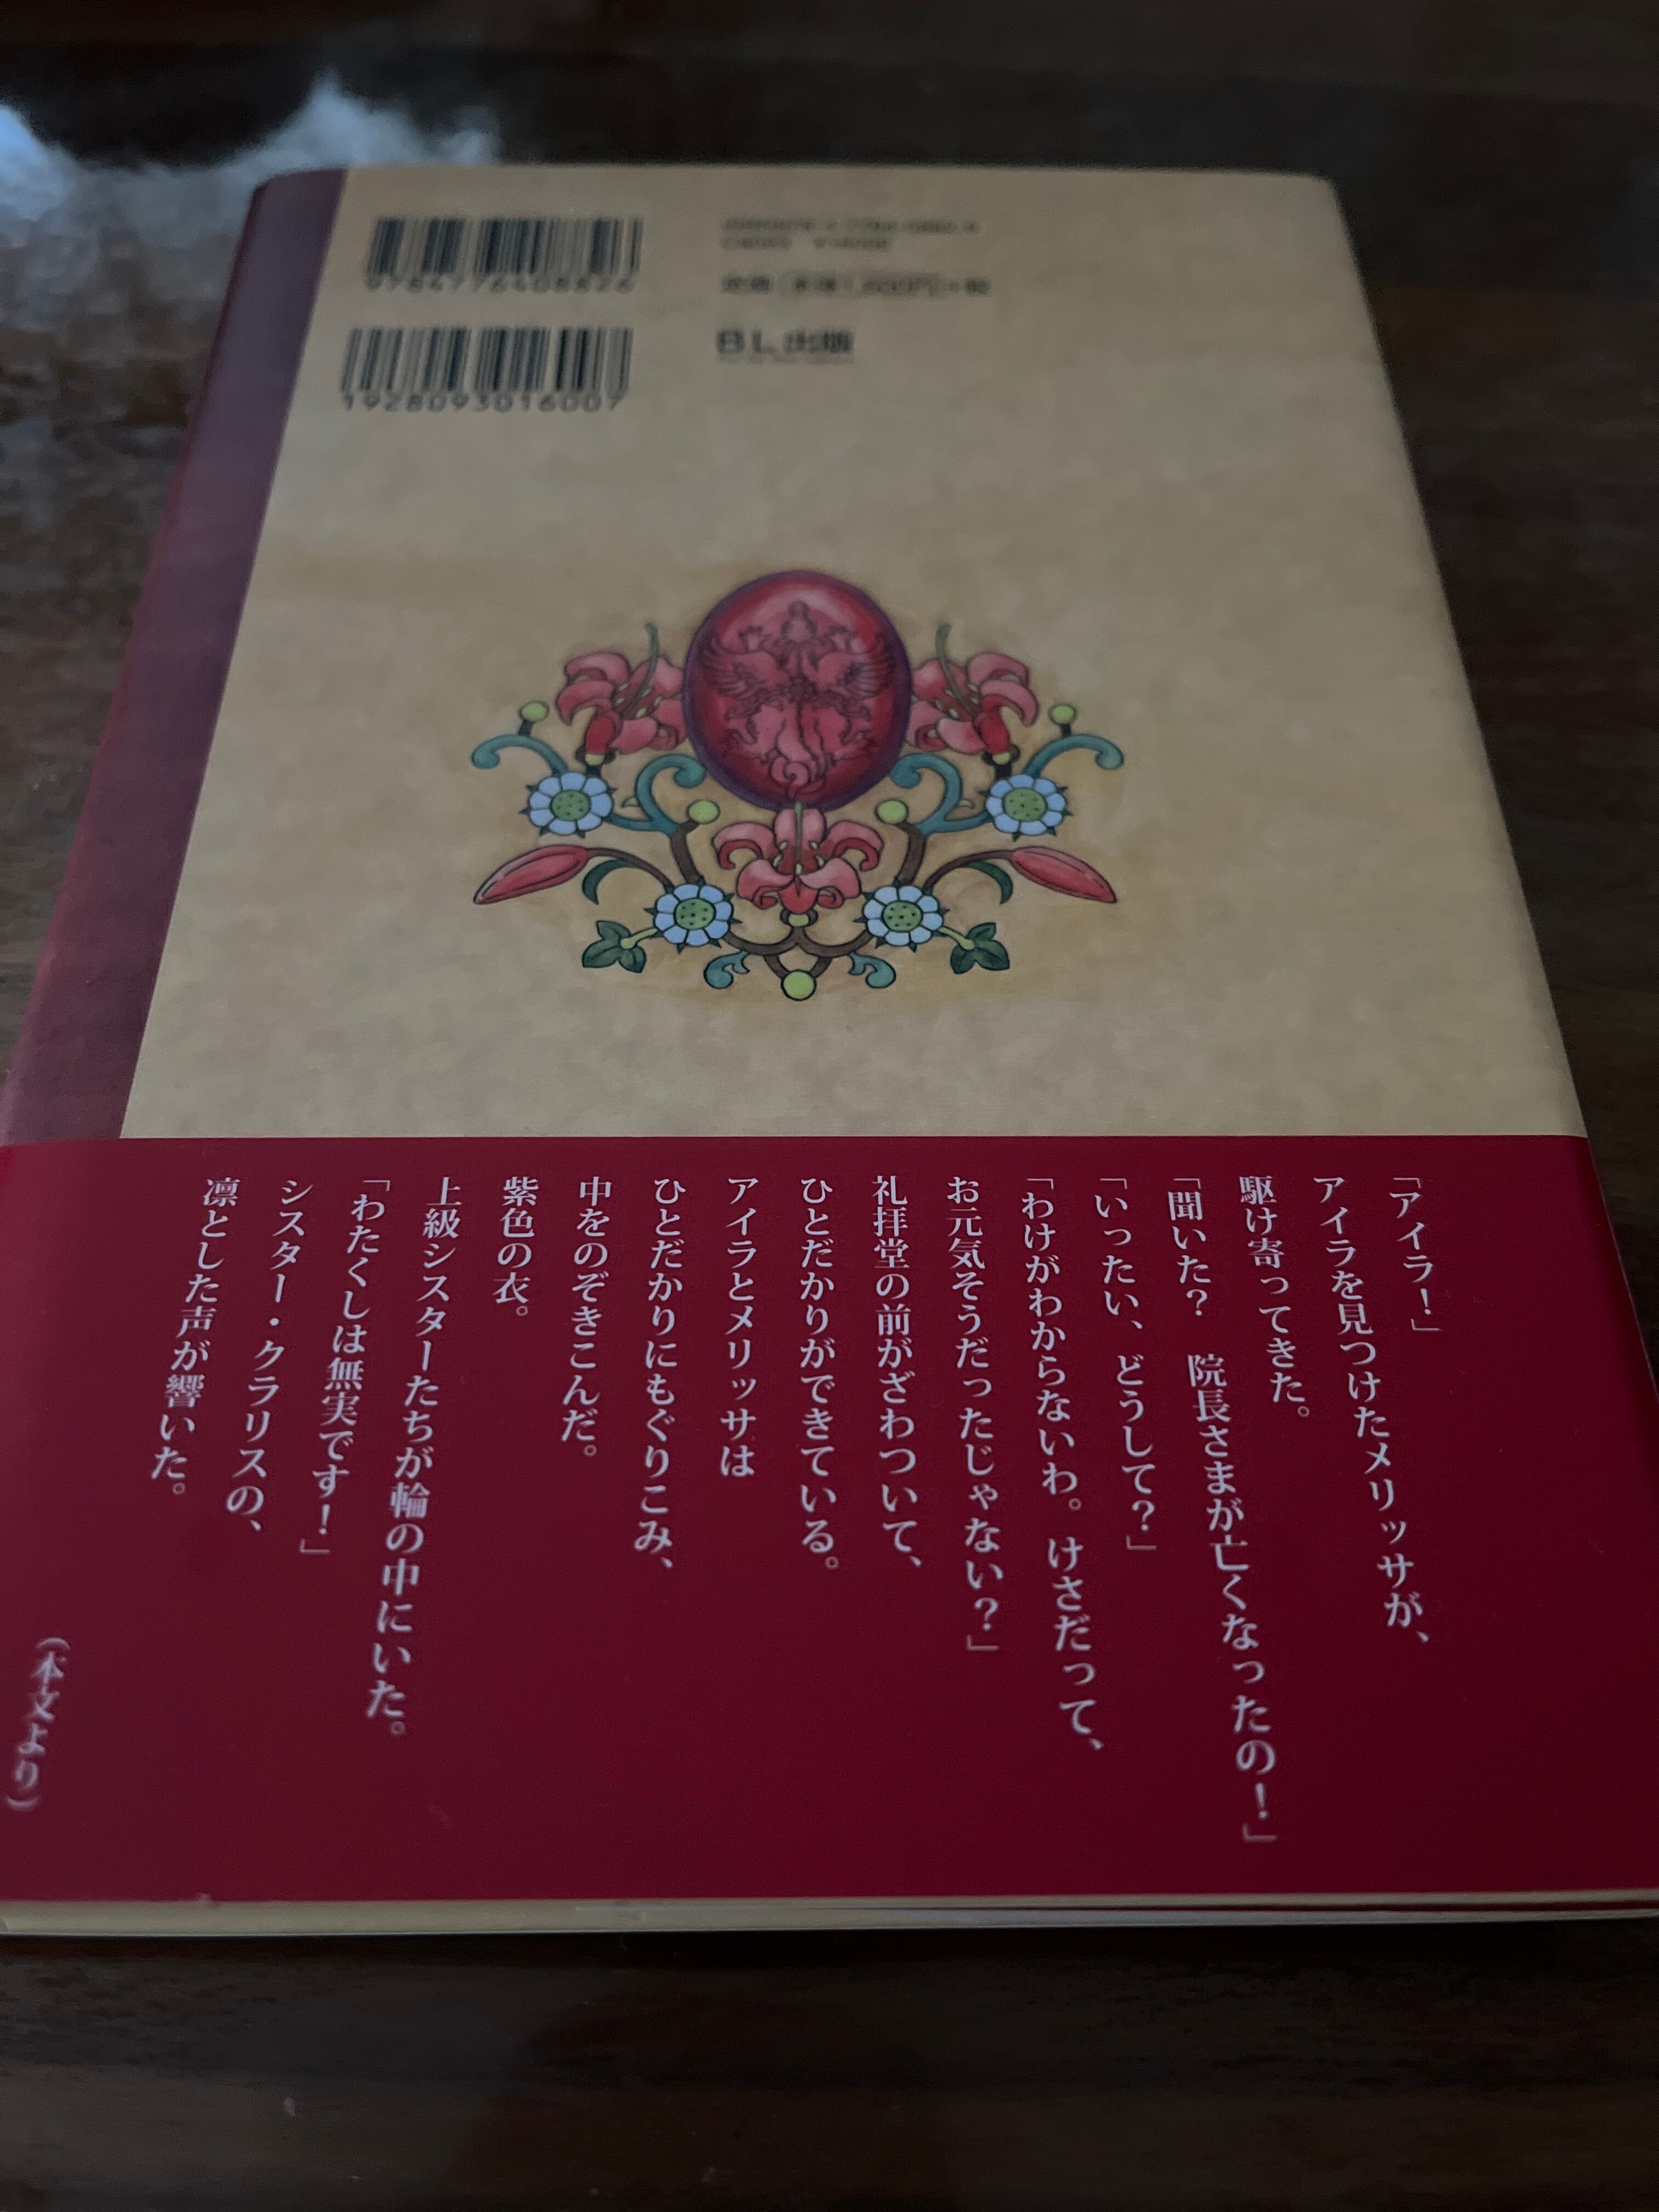 9784776408826
1928093016007
BL出版
「アイラ！」
アイラを見つけたメリッサが、
駆け寄ってきた。
「聞いた？　院長さまが亡くなったの！」
「いったい、どうして？」
「わけがわからないわ。けさだって、
お元気そうだったじゃない？」
礼拝堂の前がざわついて、
ひとだかりができている。
アイラとメリッサは
ひとだかりにもぐりこみ、
中をのぞきこんだ。
紫色の衣。
上級シスターたちが輪の中にいた。
「わたくしは無実です！」
シスター・クラリスの、
凛とした声が響いた。
（本文より）